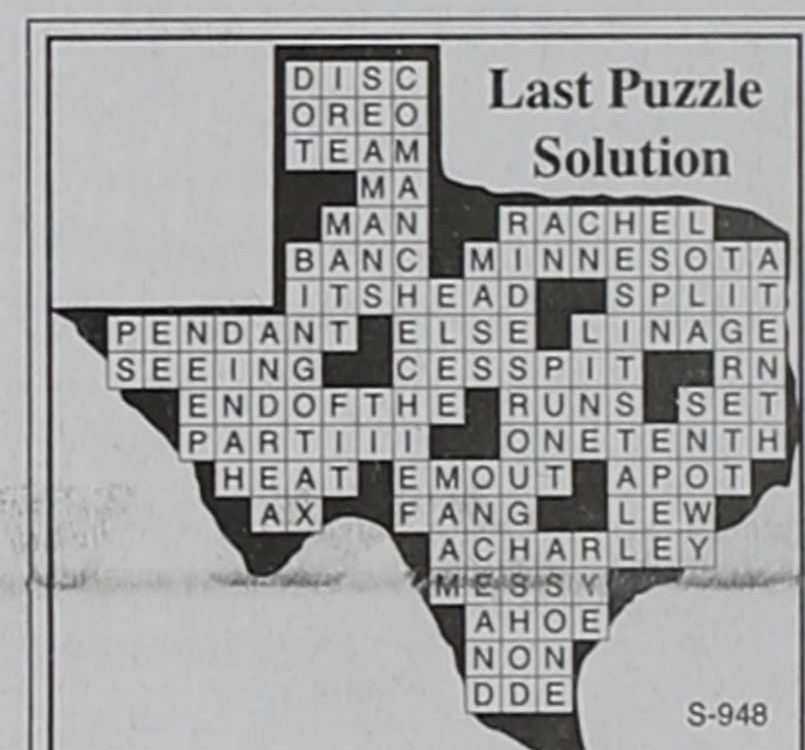 Last Puzzle
Solution
DISC
OREO
TEAM
MA
MAN RACHEL
BANC MINNESOTA
ITSHEAD SPLIT
PENDANT ELSE LINAGE
SEEING CESSPIT RN
ENDOFTHE RUNS SET
PARTIII ONETENTH
HEAT EMOUT APOT
AX FANG LEW
ACHARLEY
MESSY
AHOE
NON
DDE
S-948